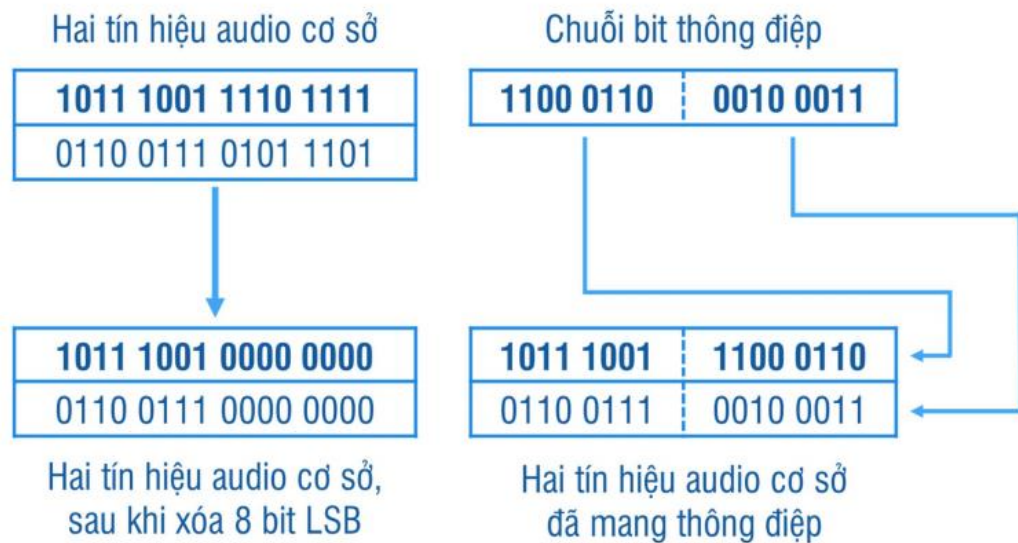 Hai tín hiệu audio cơ sở
1011 1001 1110 1111
0110 0111 0101 1101
Chuỗi bit thông điệp
1100 0110 0010 0011
1011 1001 0000 0000
0110 0111 0000 0000
Hai tín hiệu audio cơ sở,
sau khi xóa 8 bit LSB
1011 1001 1100 0110
0110 0111 0010 0011
Hai tín hiệu audio cơ sở
đã mang thông điệp